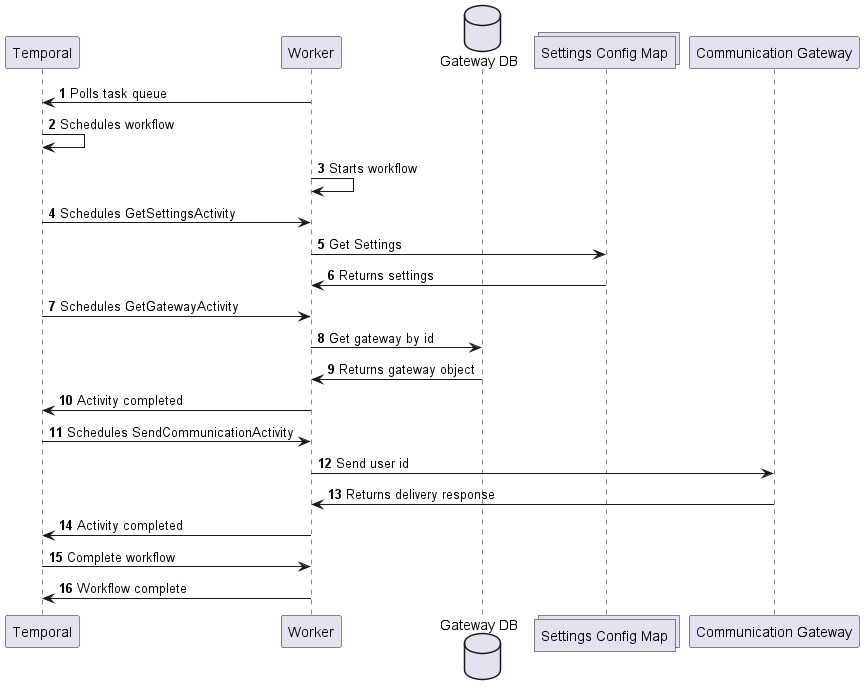 Temporal
Worker
Gateway DB
Settings Config Map
Communication Gateway
1 Polls task queue
2 Schedules workflow
3 Starts workflow
4 Schedules GetSettingsActivity
5 Get Settings
6 Returns settings
7 Schedules GetGatewayActivity
8 Get gateway by id
9 Returns gateway object
10 Activity completed
11 Schedules SendCommunicationActivity
12 Send user id
13 Returns delivery response
14 Activity completed
15 Complete workflow
16 Workflow complete
Temporal
Worker
Gateway DB
Settings Config Map
Communication Gateway